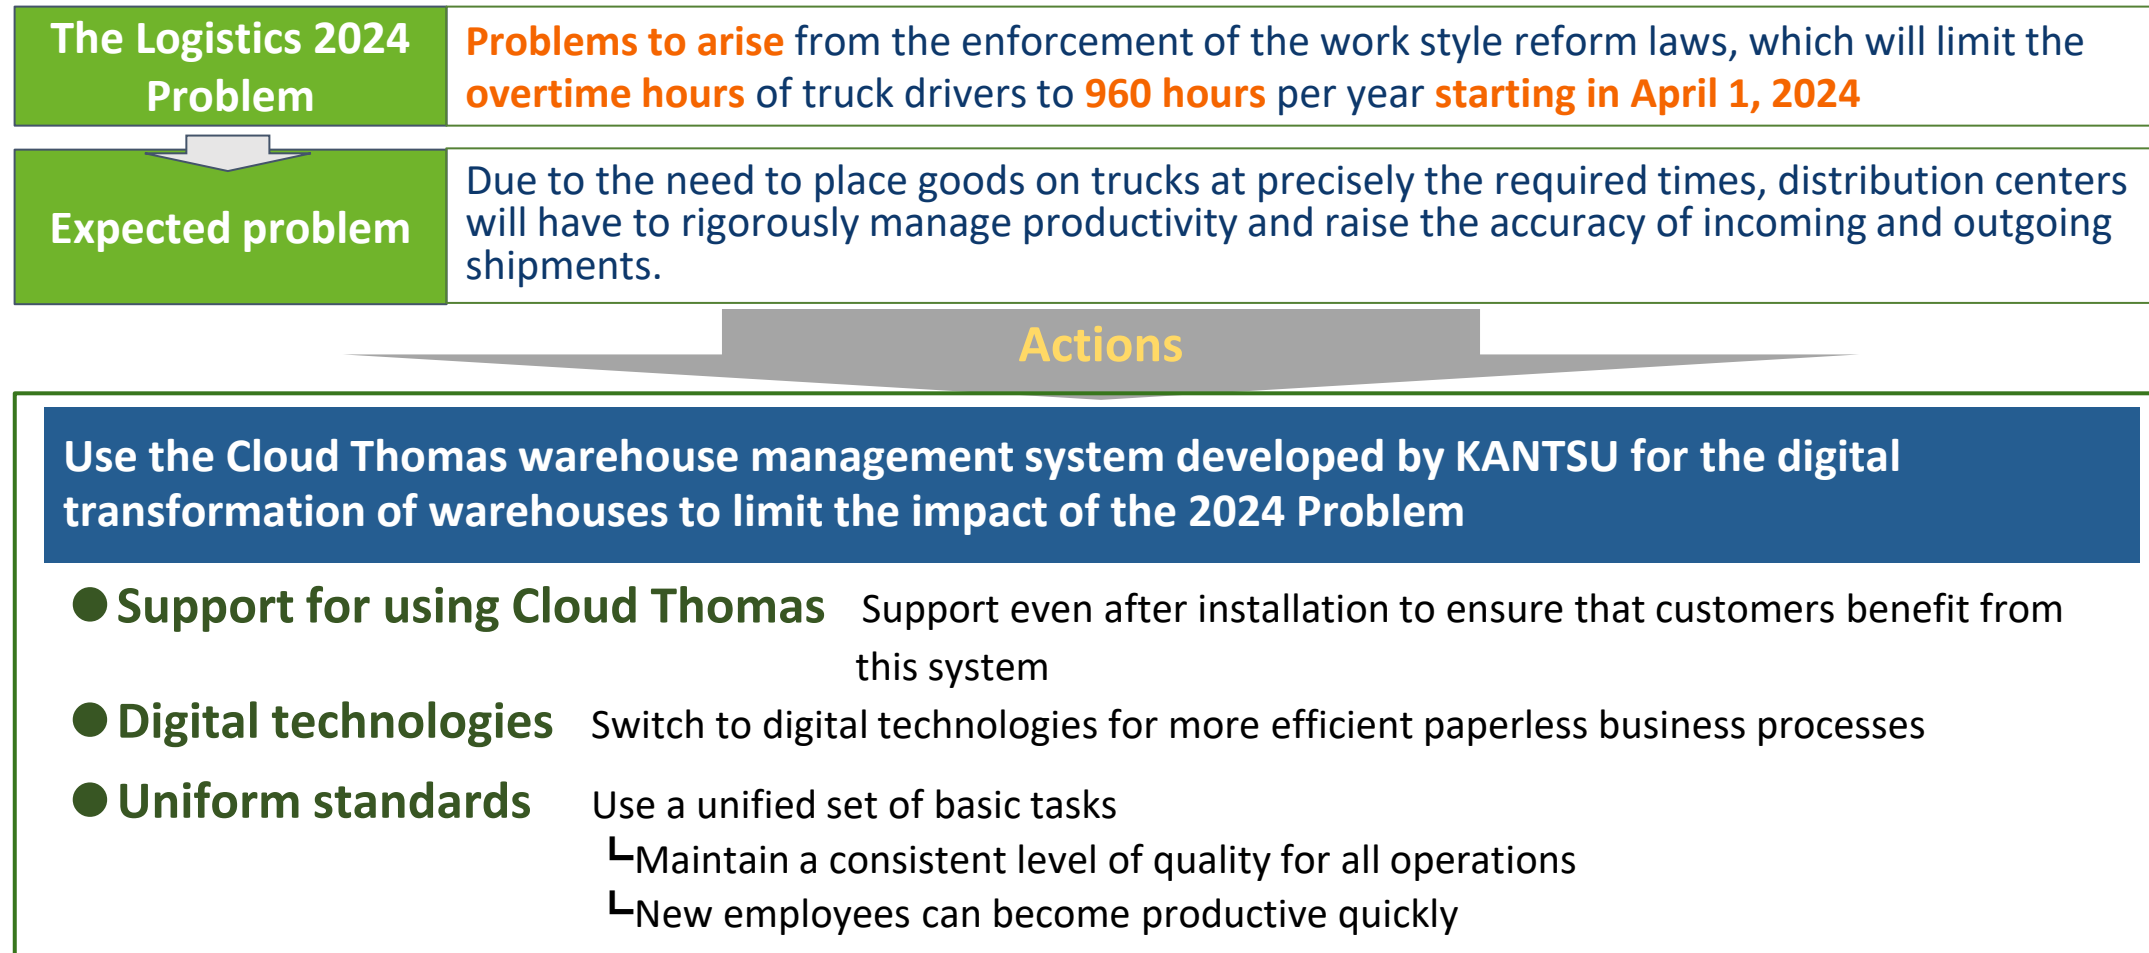 The Logistics 2024
Problem
Problems to arise from the enforcement of the work style reform laws, which will limit the
overtime hours of truck drivers to 960 hours per year starting in April 1, 2024
Expected problem
Due to the need to place goods on trucks at precisely the required times, distribution centers
will have to rigorously manage productivity and raise the accuracy of incoming and outgoing
shipments.
Actions
Use the Cloud Thomas warehouse management system developed by KANTSU for the digital
transformation of warehouses to limit the impact of the 2024 Problem
●Support for using Cloud Thomas Support even after installation to ensure that customers benefit from
this system
●Digital technologies Switch to digital technologies for more efficient paperless business processes
●Uniform standards Use a unified set of basic tasks
┗Maintain a consistent level of quality for all operations
┗New employees can become productive quickly